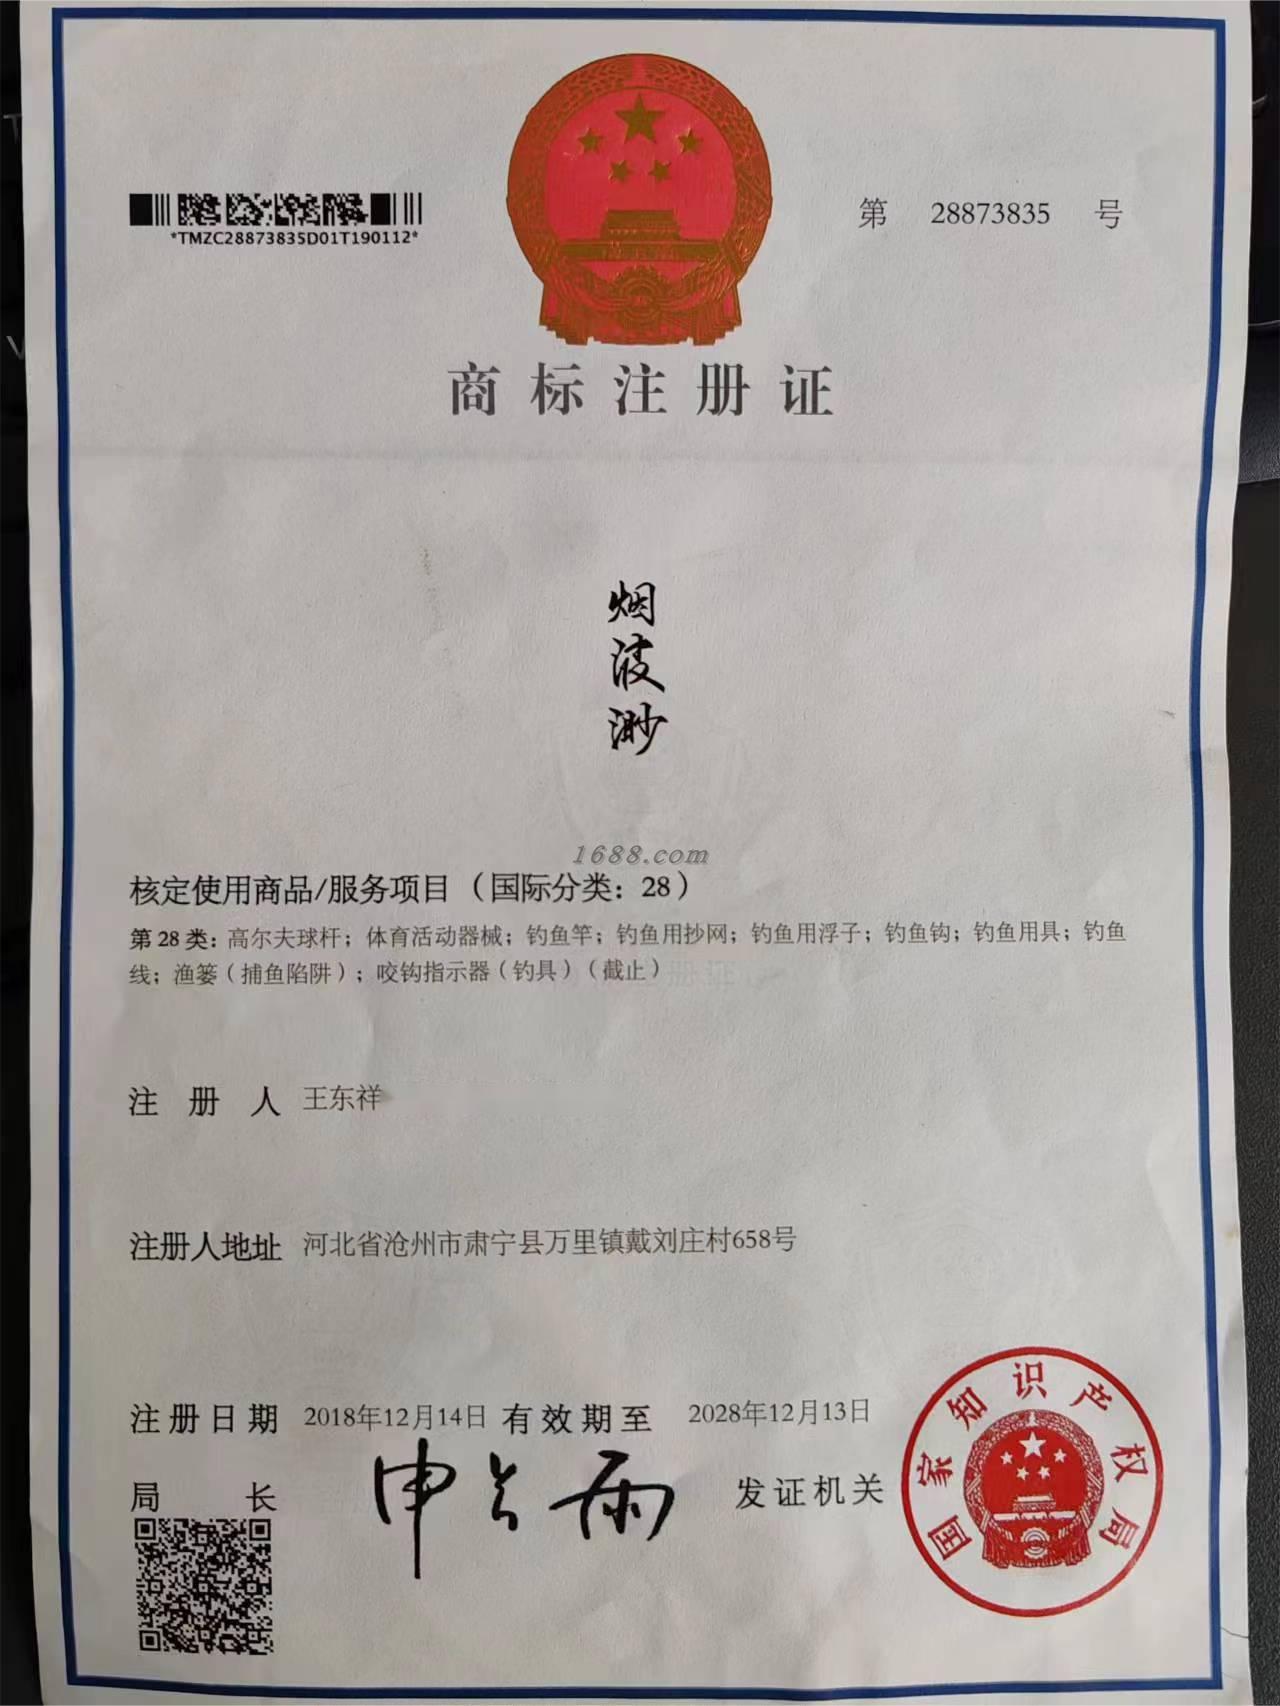 第 28873835 号
*TMZC28873835D01T190112*
商标注册证
烟
波
渺
1688.com
核定使用商品/服务项目（国际分类：28）
第28类：高尔夫球杆；体育活动器械；钓鱼竿；钓鱼用抄网；钓鱼用浮子；钓鱼钩；钓鱼用具；钓鱼
线；渔篓（捕鱼陷阱）；咬钩指示器（钓具）（截止）
注册人 王东祥
注册人地址 河北省沧州市肃宁县万里镇戴刘庄村658号
注册日期 2018年12月14日 有效期至 2028年12月13日
局长 申长雨 发证机关
国家知识产权局